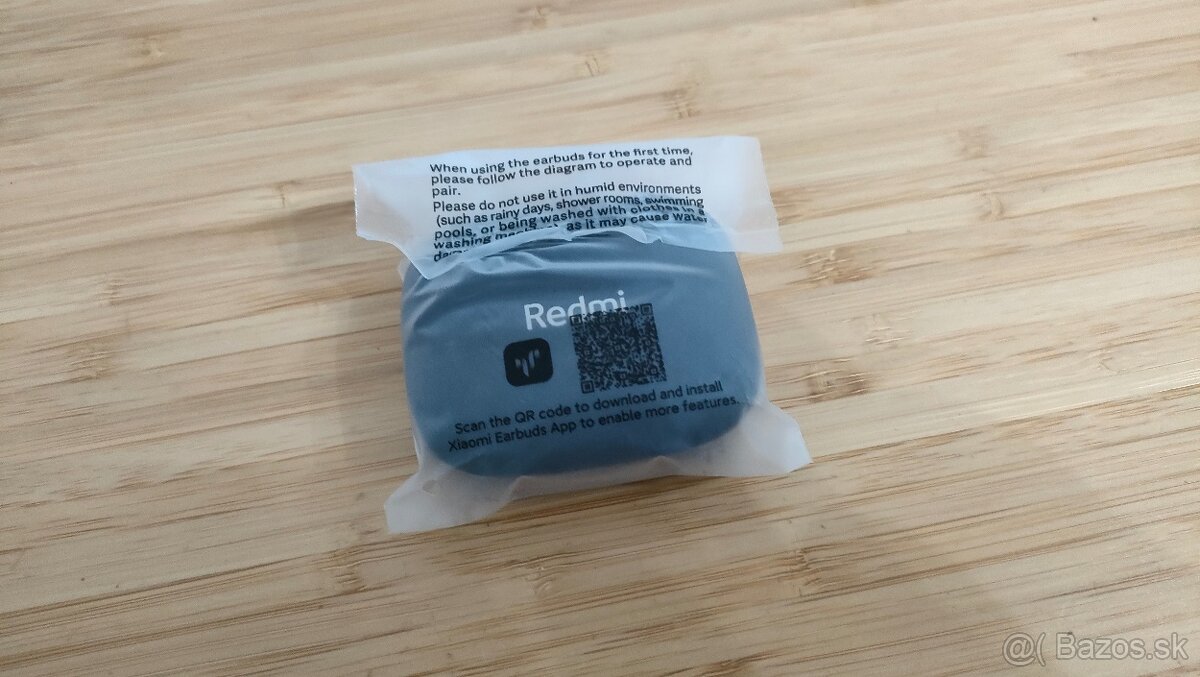 When using the earbuds for the first time,
please follow the diagram to operate and
pair.
Please do not use it in humid environments
(such as rainy days, shower rooms, swimming
pools, or being washed with clothes in a
washing as it may cause water
Redmi
Scan the QR code to download and install
Xiaomi Earbuds App to enable more features.
@( Bazos.sk